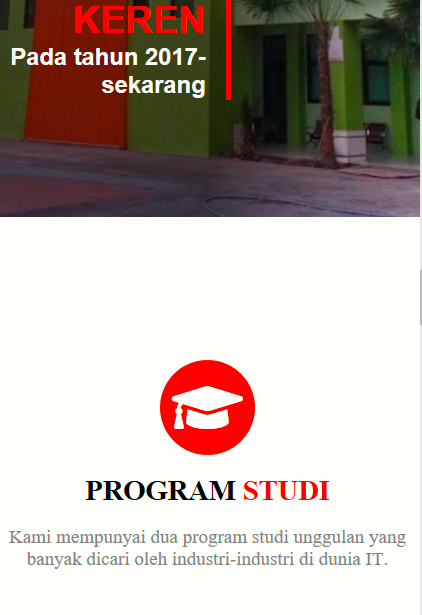 KEREN
Pada tahun 2017-
sekarang
PROGRAM STUDI
Kami mempunyai dua program studi unggulan yang
banyak dicari oleh industri-industri di dunia IT.